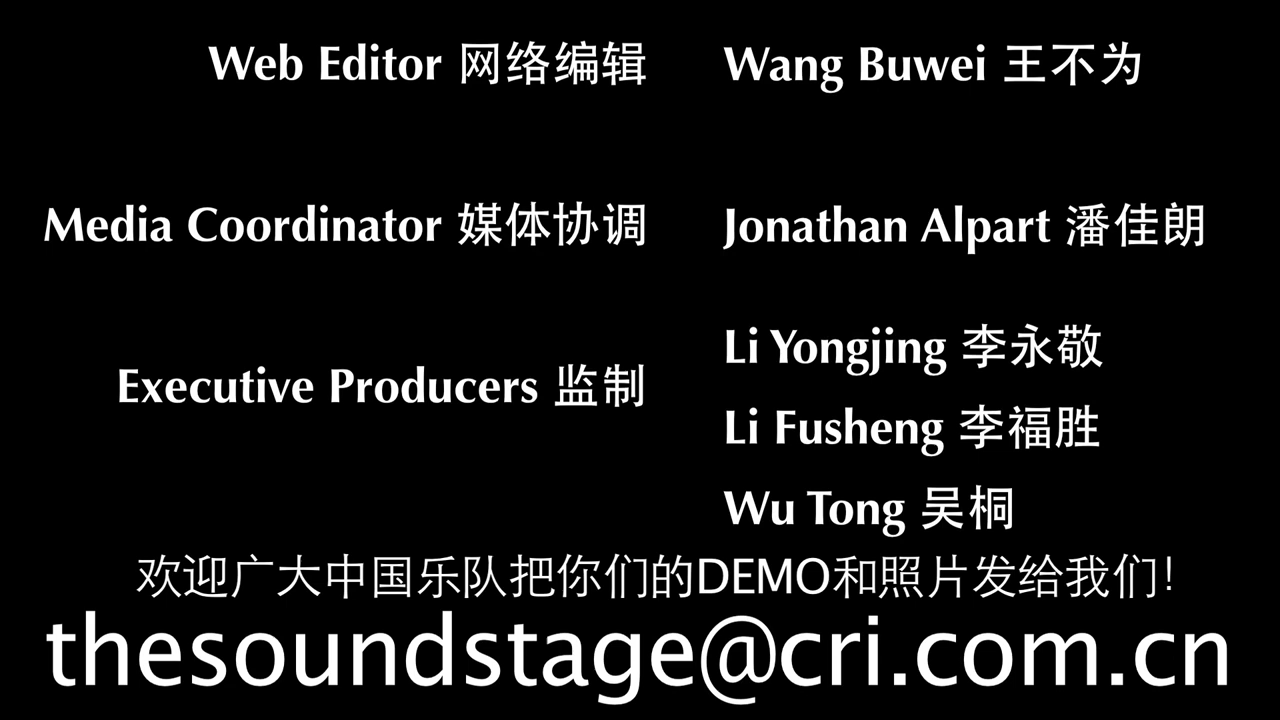 Web Editor 网络编辑 Wang Buwei 王不为
Media Coordinator 媒体协调 Jonathan Alpart 潘佳朗
Executive Producers 监制
Li Yongjing 李永敬
Li Fusheng 李福胜
Wu Tong 吴桐
欢迎广大中国乐队把你们的DEMO和照片发给我们!
thesoundstage@cri.com.cn